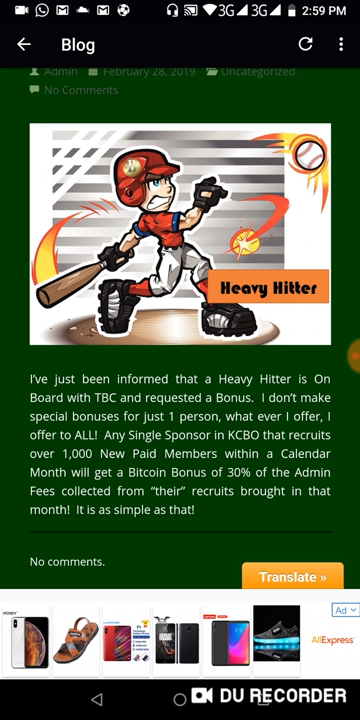 3G 3G 2:59 PM
Blog
Admin February 28, 2019 Uncategorized
No Comments
Heavy Hitter
I've just been informed that a Heavy Hitter is On
Board with TBC and requested a Bonus. I don't make
special bonuses for just 1 person, what ever I offer, I
offer to ALL! Any Single Sponsor in KCBO that recruits
over 1,000 New Paid Members within a Calendar
Month will get a Bitcoin Bonus of 30% of the Admin
Fees collected from “their” recruits brought in that
month! It is as simple as that!
No comments.
Translate »
Ad
AliExpress
DU RECORDER